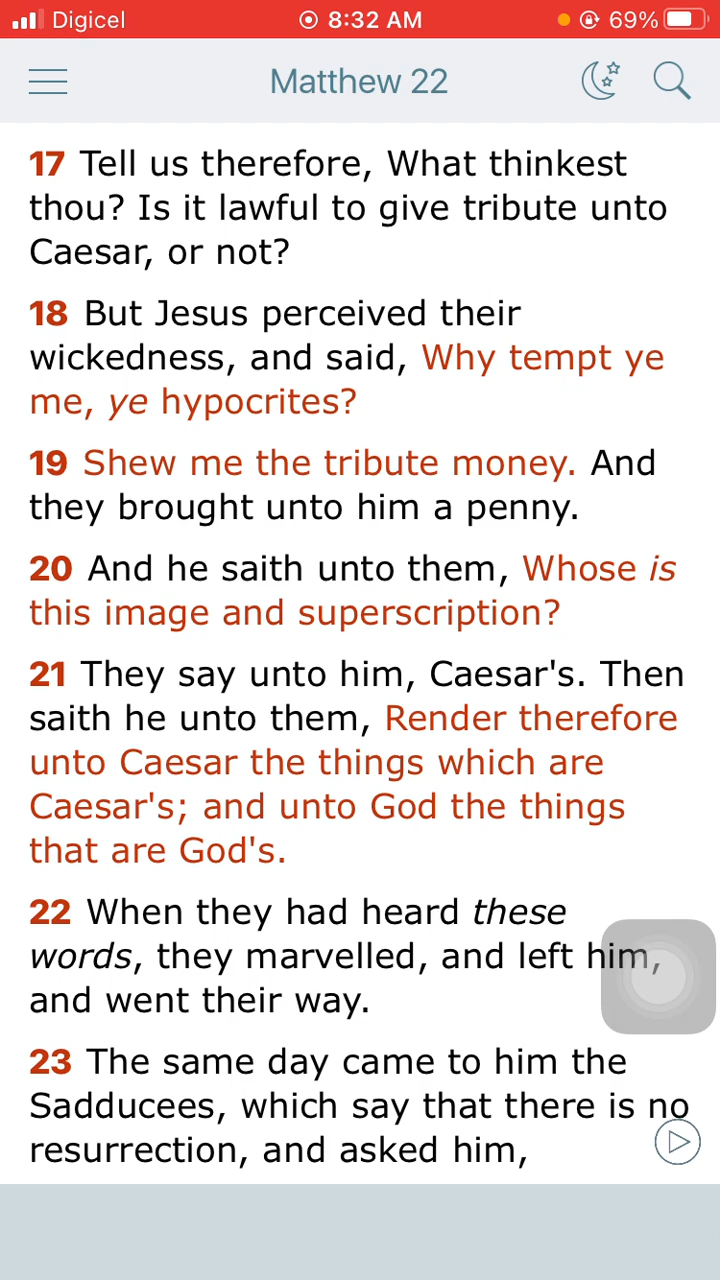 Digicel 8:32 AM 69%
Matthew 22
17 Tell us therefore, What thinkest
thou? Is it lawful to give tribute unto
Caesar, or not?
18 But Jesus perceived their
wickedness, and said, Why tempt ye
me, ye hypocrites?
19 Shew me the tribute money. And
they brought unto him a penny.
20 And he saith unto them, Whose is
this image and superscription?
21 They say unto him, Caesar's. Then
saith he unto them, Render therefore
unto Caesar the things which are
Caesar's; and unto God the things
that are God's.
22 When they had heard these
words, they marvelled, and left him,
and went their way.
23 The same day came to him the
Sadducees, which say that there is no
resurrection, and asked him,